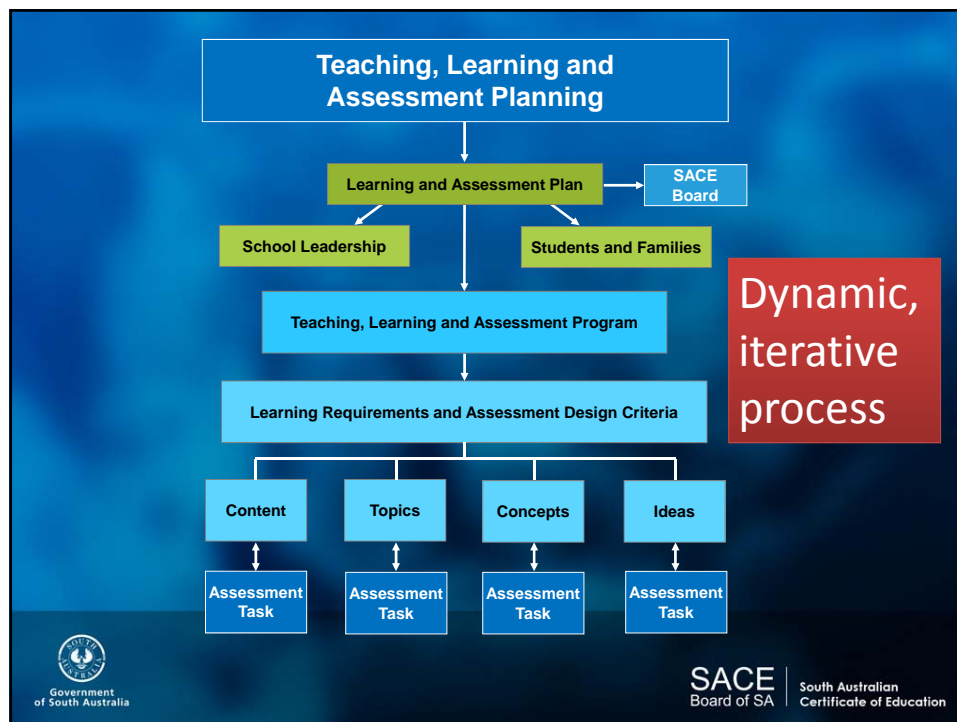 Teaching, Learning and
Assessment Planning
Learning and Assessment Plan
SACE
Board
School Leadership
Students and Families
Teaching, Learning and Assessment Program
Dynamic,
iterative
process
Learning Requirements and Assessment Design Criteria
Content
Topics
Concepts
Ideas
Assessment
Task
Assessment
Task
Assessment
Task
Assessment
Task
SOUTH
AUSTRALIA
Government
of South Australia
SACE
Board of SA
South Australian
Certificate of Education